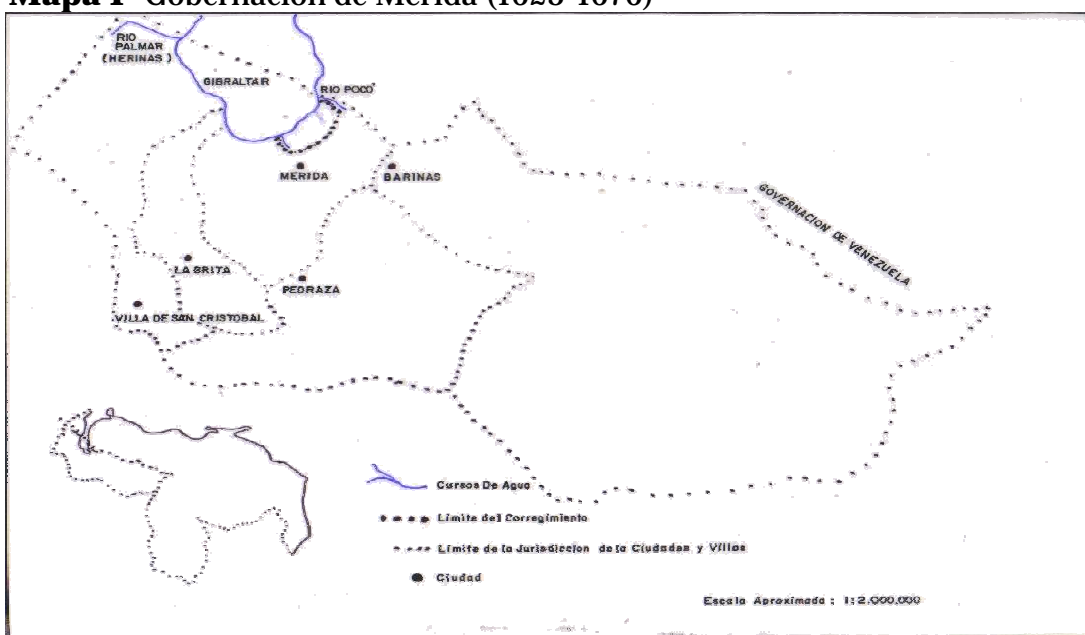 Mapa 1 Gobernación de Mérida (1625-1676)
RIO
PALMAR
(HERINAS)
GIBRALTAR
RIO POCO
MERIDA
BARINAS
GOVERNACION DE VENEZUELA
LA GRITA
PEDRAZA
VILLA DE SAN CRISTOBAL
Cursos De Agua
Limite del Corregimiento
Limite de la Jurisdiccion de la Ciudades y Villas
Ciudad
Escala Aproximada : 1:2.000.000